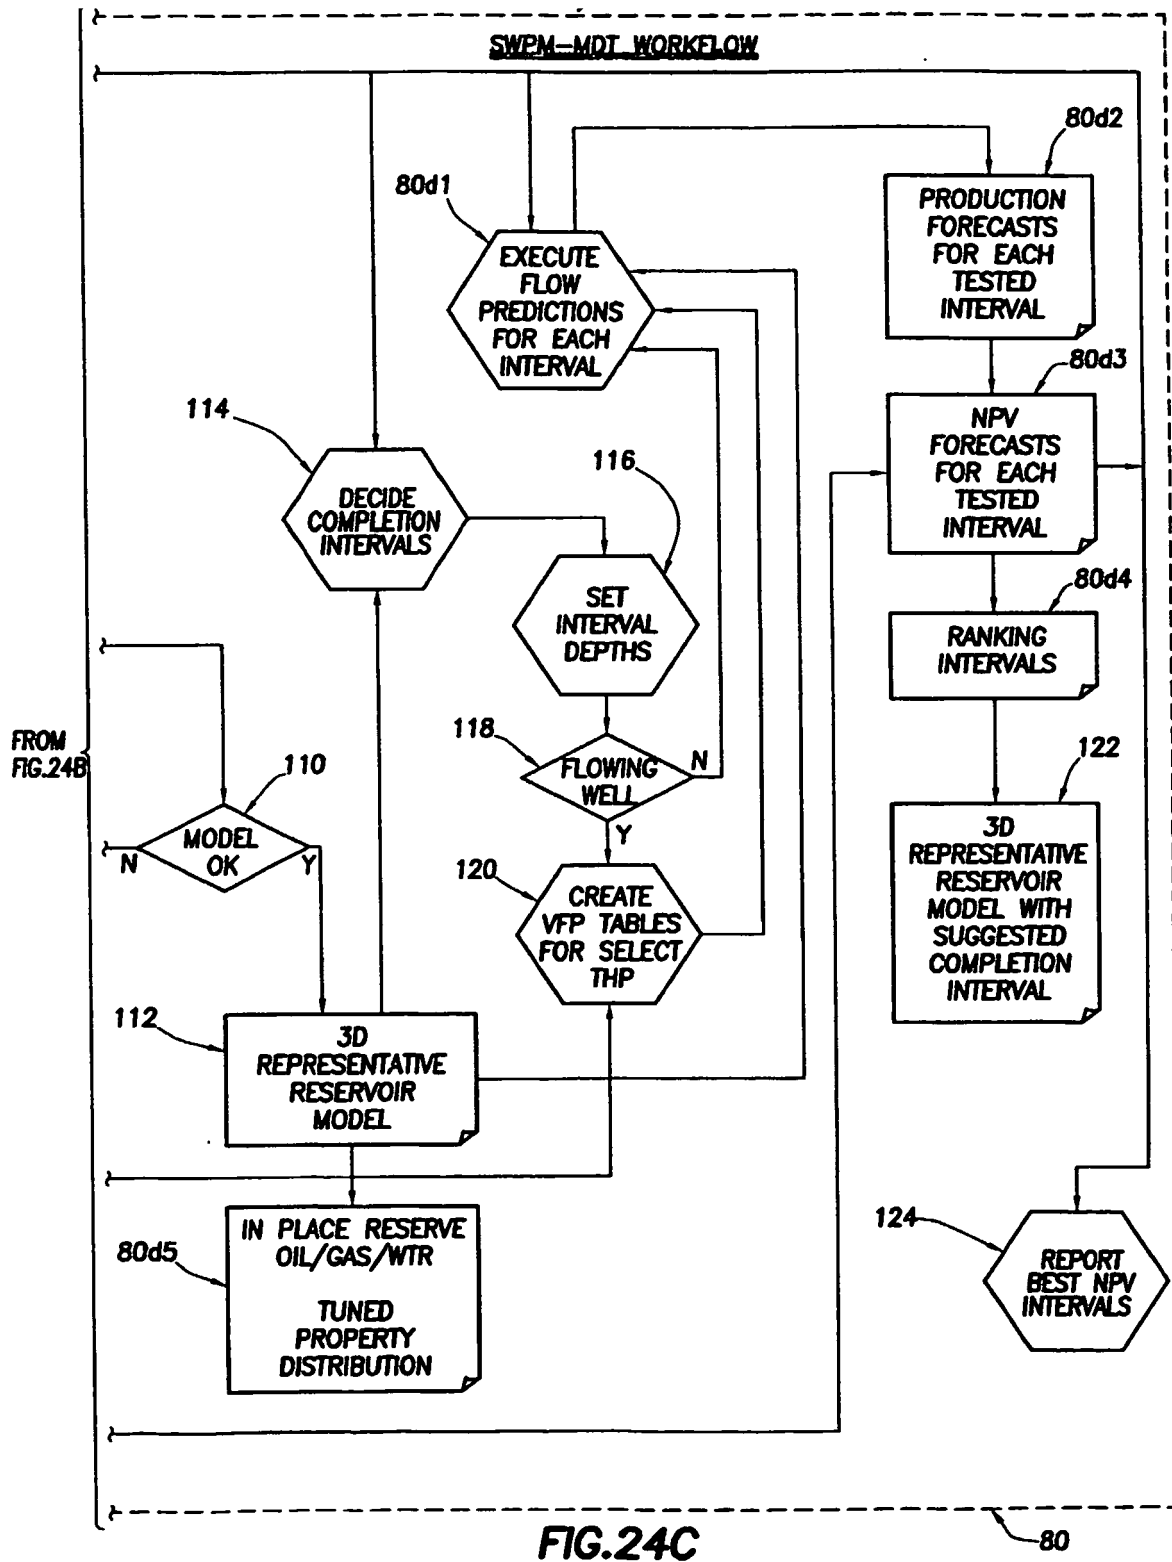 SWPM-MDT WORKFLOW
80d2
80d1
PRODUCTION
FORECASTS
FOR EACH
TESTED
INTERVAL
EXECUTE
FLOW
PREDICTIONS
FOR EACH
INTERVAL
80d3
114
NPV
FORECASTS
FOR EACH
TESTED
INTERVAL
116
DECIDE
COMPLETION
INTERVALS
80d4
SET
INTERVAL
DEPTHS
RANKING
INTERVALS
FROM
FIG.24B
110
118
FLOWING
WELL
N
Y
122
MODEL
OK
N
Y
3D
REPRESENTATIVE
RESERVOIR
MODEL WITH
SUGGESTED
COMPLETION
INTERVAL
120
CREATE
VFP TABLES
FOR SELECT
THP
112
3D
REPRESENTATIVE
RESERVOIR
MODEL
80d5
IN PLACE RESERVE
OIL/GAS/WTR
TUNED
PROPERTY
DISTRIBUTION
124
REPORT
BEST NPV
INTERVALS
80
FIG.24C